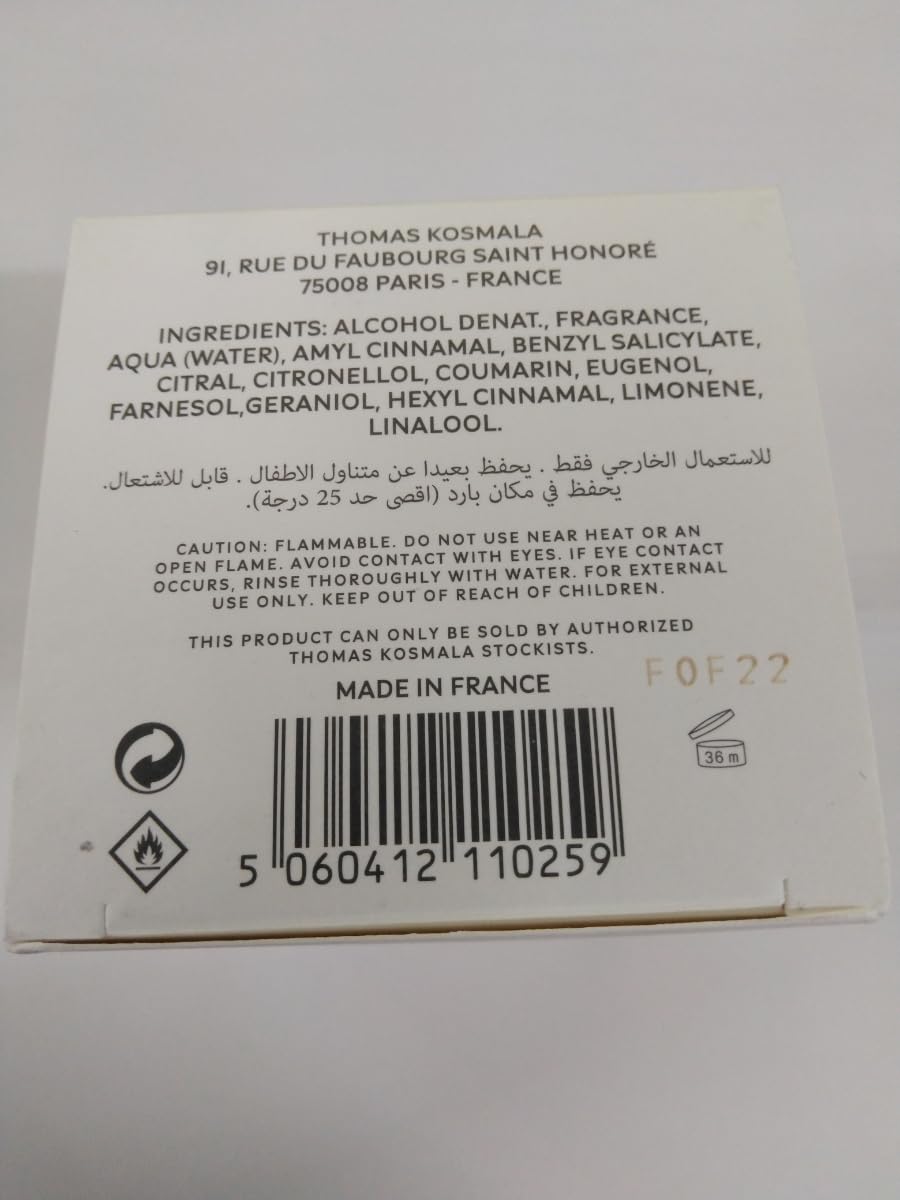 THOMAS KOSMALA
91, RUE DU FAUBOURG SAINT HONORÉ
75008 PARIS - FRANCE
INGREDIENTS: ALCOHOL DENAT., FRAGRANCE,
AQUA (WATER), AMYL CINNAMAL, BENZYL SALICYLATE,
CITRAL, CITRONELLOL, COUMARIN, EUGENOL,
FARNESOL,GERANIOL, HEXYL CINNAMAL, LIMONENE,
LINALOOL.
للاستعمال الخارجي فقط . يحفظ بعيدا عن متناول الاطفال . قابل للاشتعال.
يحفظ في مكان بارد (اقصى حد 25 درجة).
CAUTION: FLAMMABLE. DO NOT USE NEAR HEAT OR AN
OPEN FLAME. AVOID CONTACT WITH EYES. IF EYE CONTACT
OCCURS, RINSE THOROUGHLY WITH WATER. FOR EXTERNAL
USE ONLY. KEEP OUT OF REACH OF CHILDREN.
THIS PRODUCT CAN ONLY BE SOLD BY AUTHORIZED
THOMAS KOSMALA STOCKISTS.
MADE IN FRANCE
F0F22
36 m
5 060412 110259